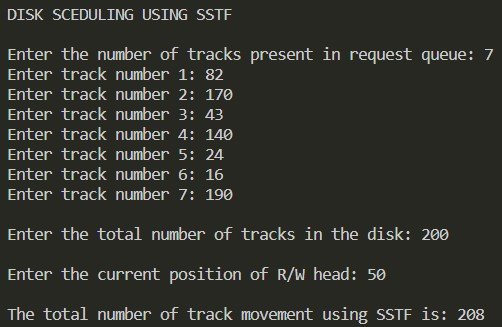 DISK SCEDULING USING SSTF
Enter the number of tracks present in request queue: 7
Enter track number 1: 82
Enter track number 2: 170
Enter track number 3: 43
Enter track number 4: 140
Enter track number 5: 24
Enter track number 6: 16
Enter track number 7: 190
Enter the total number of tracks in the disk: 200
Enter the current position of R/W head: 50
The total number of track movement using SSTF is: 208